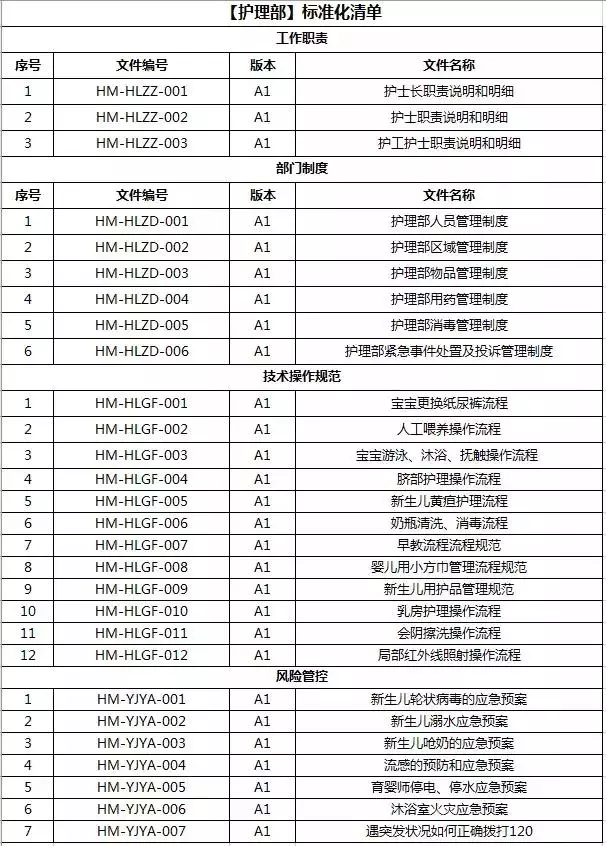 【护理部】标准化清单
工作职责
序号 文件编号 版本 文件名称
1 HM-HLZZ-001 A1 护士长职责说明和明细
2 HM-HLZZ-002 A1 护士职责说明和明细
3 HM-HLZZ-003 A1 护工护士职责说明和明细
部门制度
序号 文件编号 版本 文件名称
1 HM-HLZD-001 A1 护理部人员管理制度
2 HM-HLZD-002 A1 护理部区域管理制度
3 HM-HLZD-003 A1 护理部物品管理制度
4 HM-HLZD-004 A1 护理部用药管理制度
5 HM-HLZD-005 A1 护理部消毒管理制度
6 HM-HLZD-006 A1 护理部紧急事件处置及投诉管理制度
技术操作规范
1 HM-HLGF-001 A1 宝宝更换纸尿裤流程
2 HM-HLGF-002 A1 人工喂养操作流程
3 HM-HLGF-003 A1 宝宝游泳、沐浴、抚触操作流程
4 HM-HLGF-004 A1 脐部护理操作流程
5 HM-HLGF-005 A1 新生儿黄疸护理流程
6 HM-HLGF-006 A1 奶瓶清洗、消毒流程
7 HM-HLGF-007 A1 早教流程流程规范
8 HM-HLGF-008 A1 婴儿用小方巾管理流程规范
9 HM-HLGF-009 A1 新生儿用护品管理规范
10 HM-HLGF-010 A1 乳房护理操作流程
11 HM-HLGF-011 A1 会阴擦洗操作流程
12 HM-HLGF-012 A1 局部红外线照射操作流程
风险管控
1 HM-YJYA-001 A1 新生儿轮状病毒的应急预案
2 HM-YJYA-002 A1 新生儿溺水应急预案
3 HM-YJYA-003 A1 新生儿呛奶的应急预案
4 HM-YJYA-004 A1 流感的预防和应急预案
5 HM-YJYA-005 A1 育婴师停电、停水应急预案
6 HM-YJYA-006 A1 沐浴室火灾应急预案
7 HM-YJYA-007 A1 遇突发状况如何正确拨打120